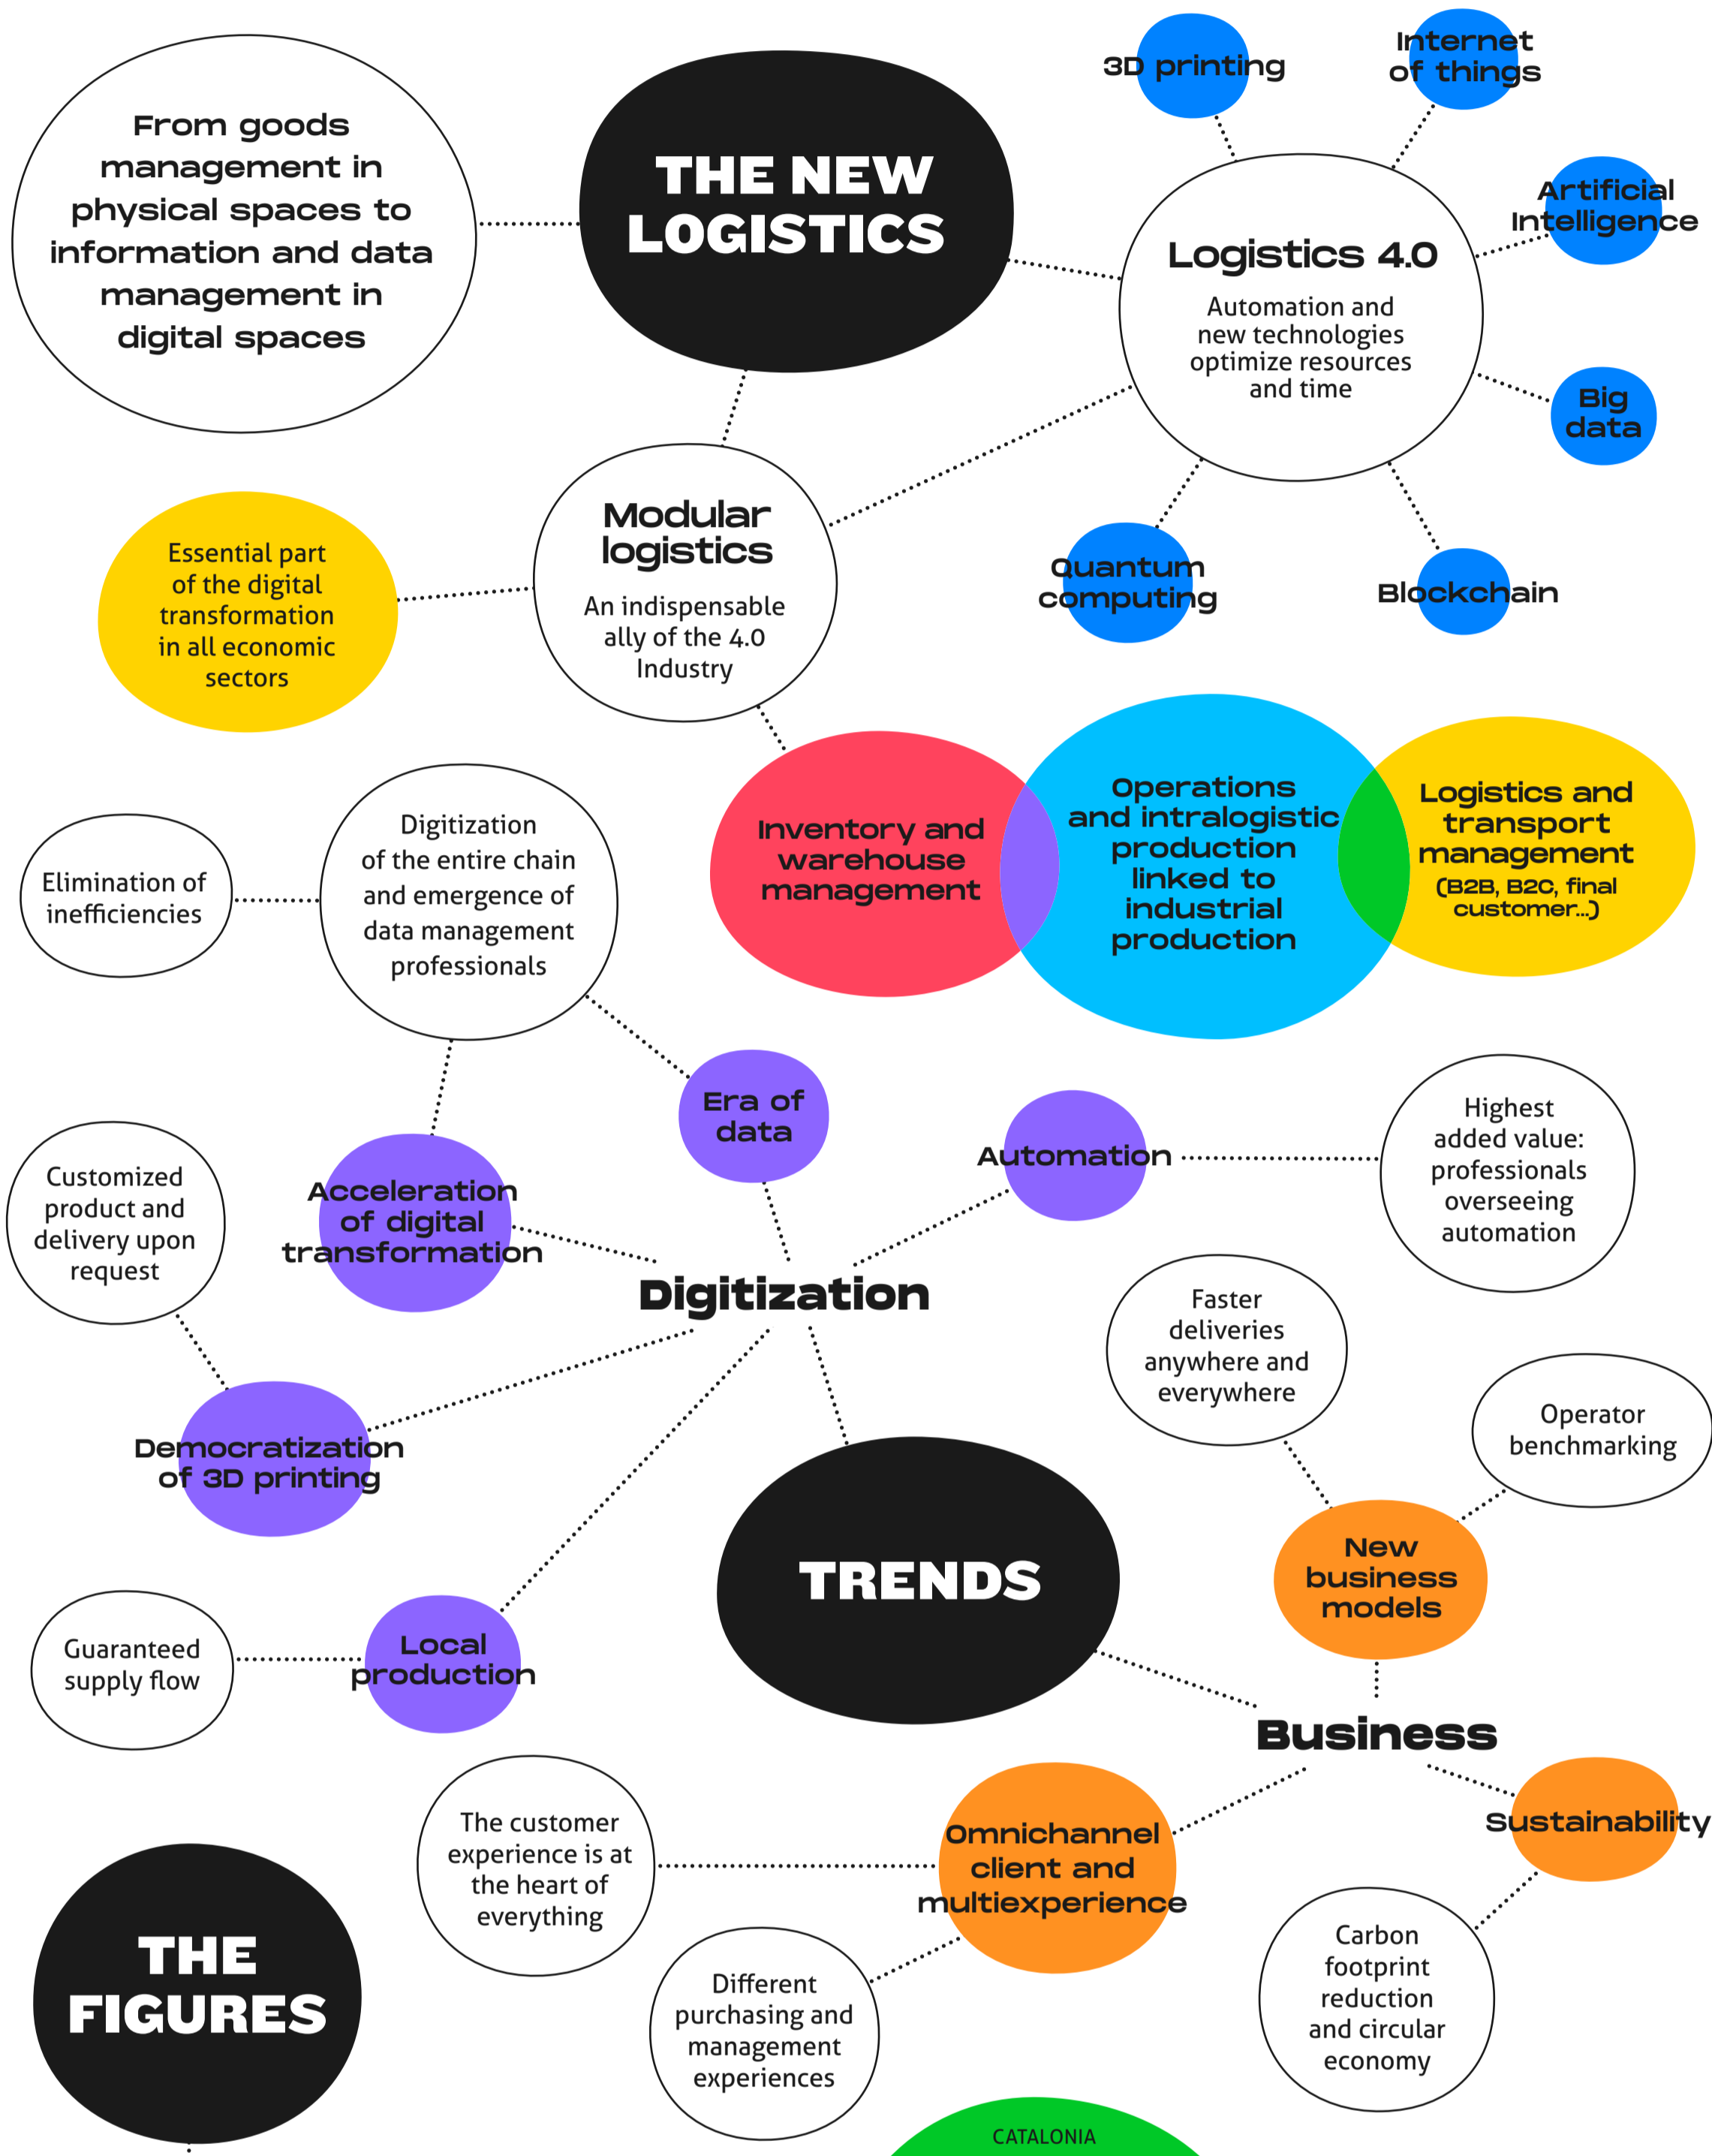 From goods
management in
physical spaces to
information and data
management in
digital spaces
THE NEW
LOGISTICS
3D printing
Internet
of things
Artificial
Intelligence
Logistics 4.0
Automation and
new technologies
optimize resources
and time
Big
data
Quantum
computing
Blockchain
Modular
logistics
An indispensable
ally of the 4.0
Industry
Essential part
of the digital
transformation
in all economic
sectors
Inventory and
warehouse
management
Operations
and intralogistic
production
linked to
industrial
production
Logistics and
transport
management
(B2B, B2C, final
customer...)
Digitization
of the entire chain
and emergence of
data management
professionals
Elimination of
inefficiencies
Era of
data
Automation
Highest
added value:
professionals
overseeing
automation
Customized
product and
delivery upon
request
Acceleration
of digital
transformation
Digitization
Faster
deliveries
anywhere and
everywhere
Operator
benchmarking
Democratization
of 3D printing
TRENDS
New
business
models
Guaranteed
supply flow
Local
production
Business
Sustainability
The customer
experience is at
the heart of
everything
Omnichannel
client and
multiexperience
THE
FIGURES
Different
purchasing and
management
experiences
Carbon
footprint
reduction
and circular
economy
CATALONIA